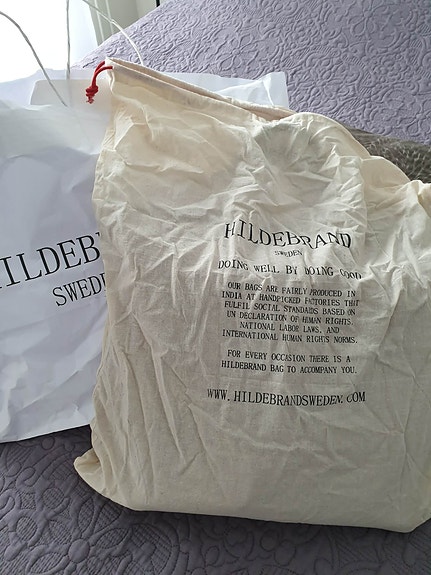 HILDEBRAND
SWEDEN
DOING WELL BY DOING GOOD
OUR BAGS ARE FAIRLY PRODUCED IN
INDIA AT HANDPICKED FACTORIES THAT
FULFIL SOCIAL STANDADS BASED ON
UN DECLARATION OF HUMAN RIGHTS,
NATIONAL LABOR LAWS, AND
INTERNATIONAL HUMAN RIGHTS NORMS.
FOR EVERY OCCASION THERE IS A
HILDEBRAND BAG TO ACCOMPANY YOU.
WWW.HILDEBRANDSWEDEN.COM
ILDEB
SWED